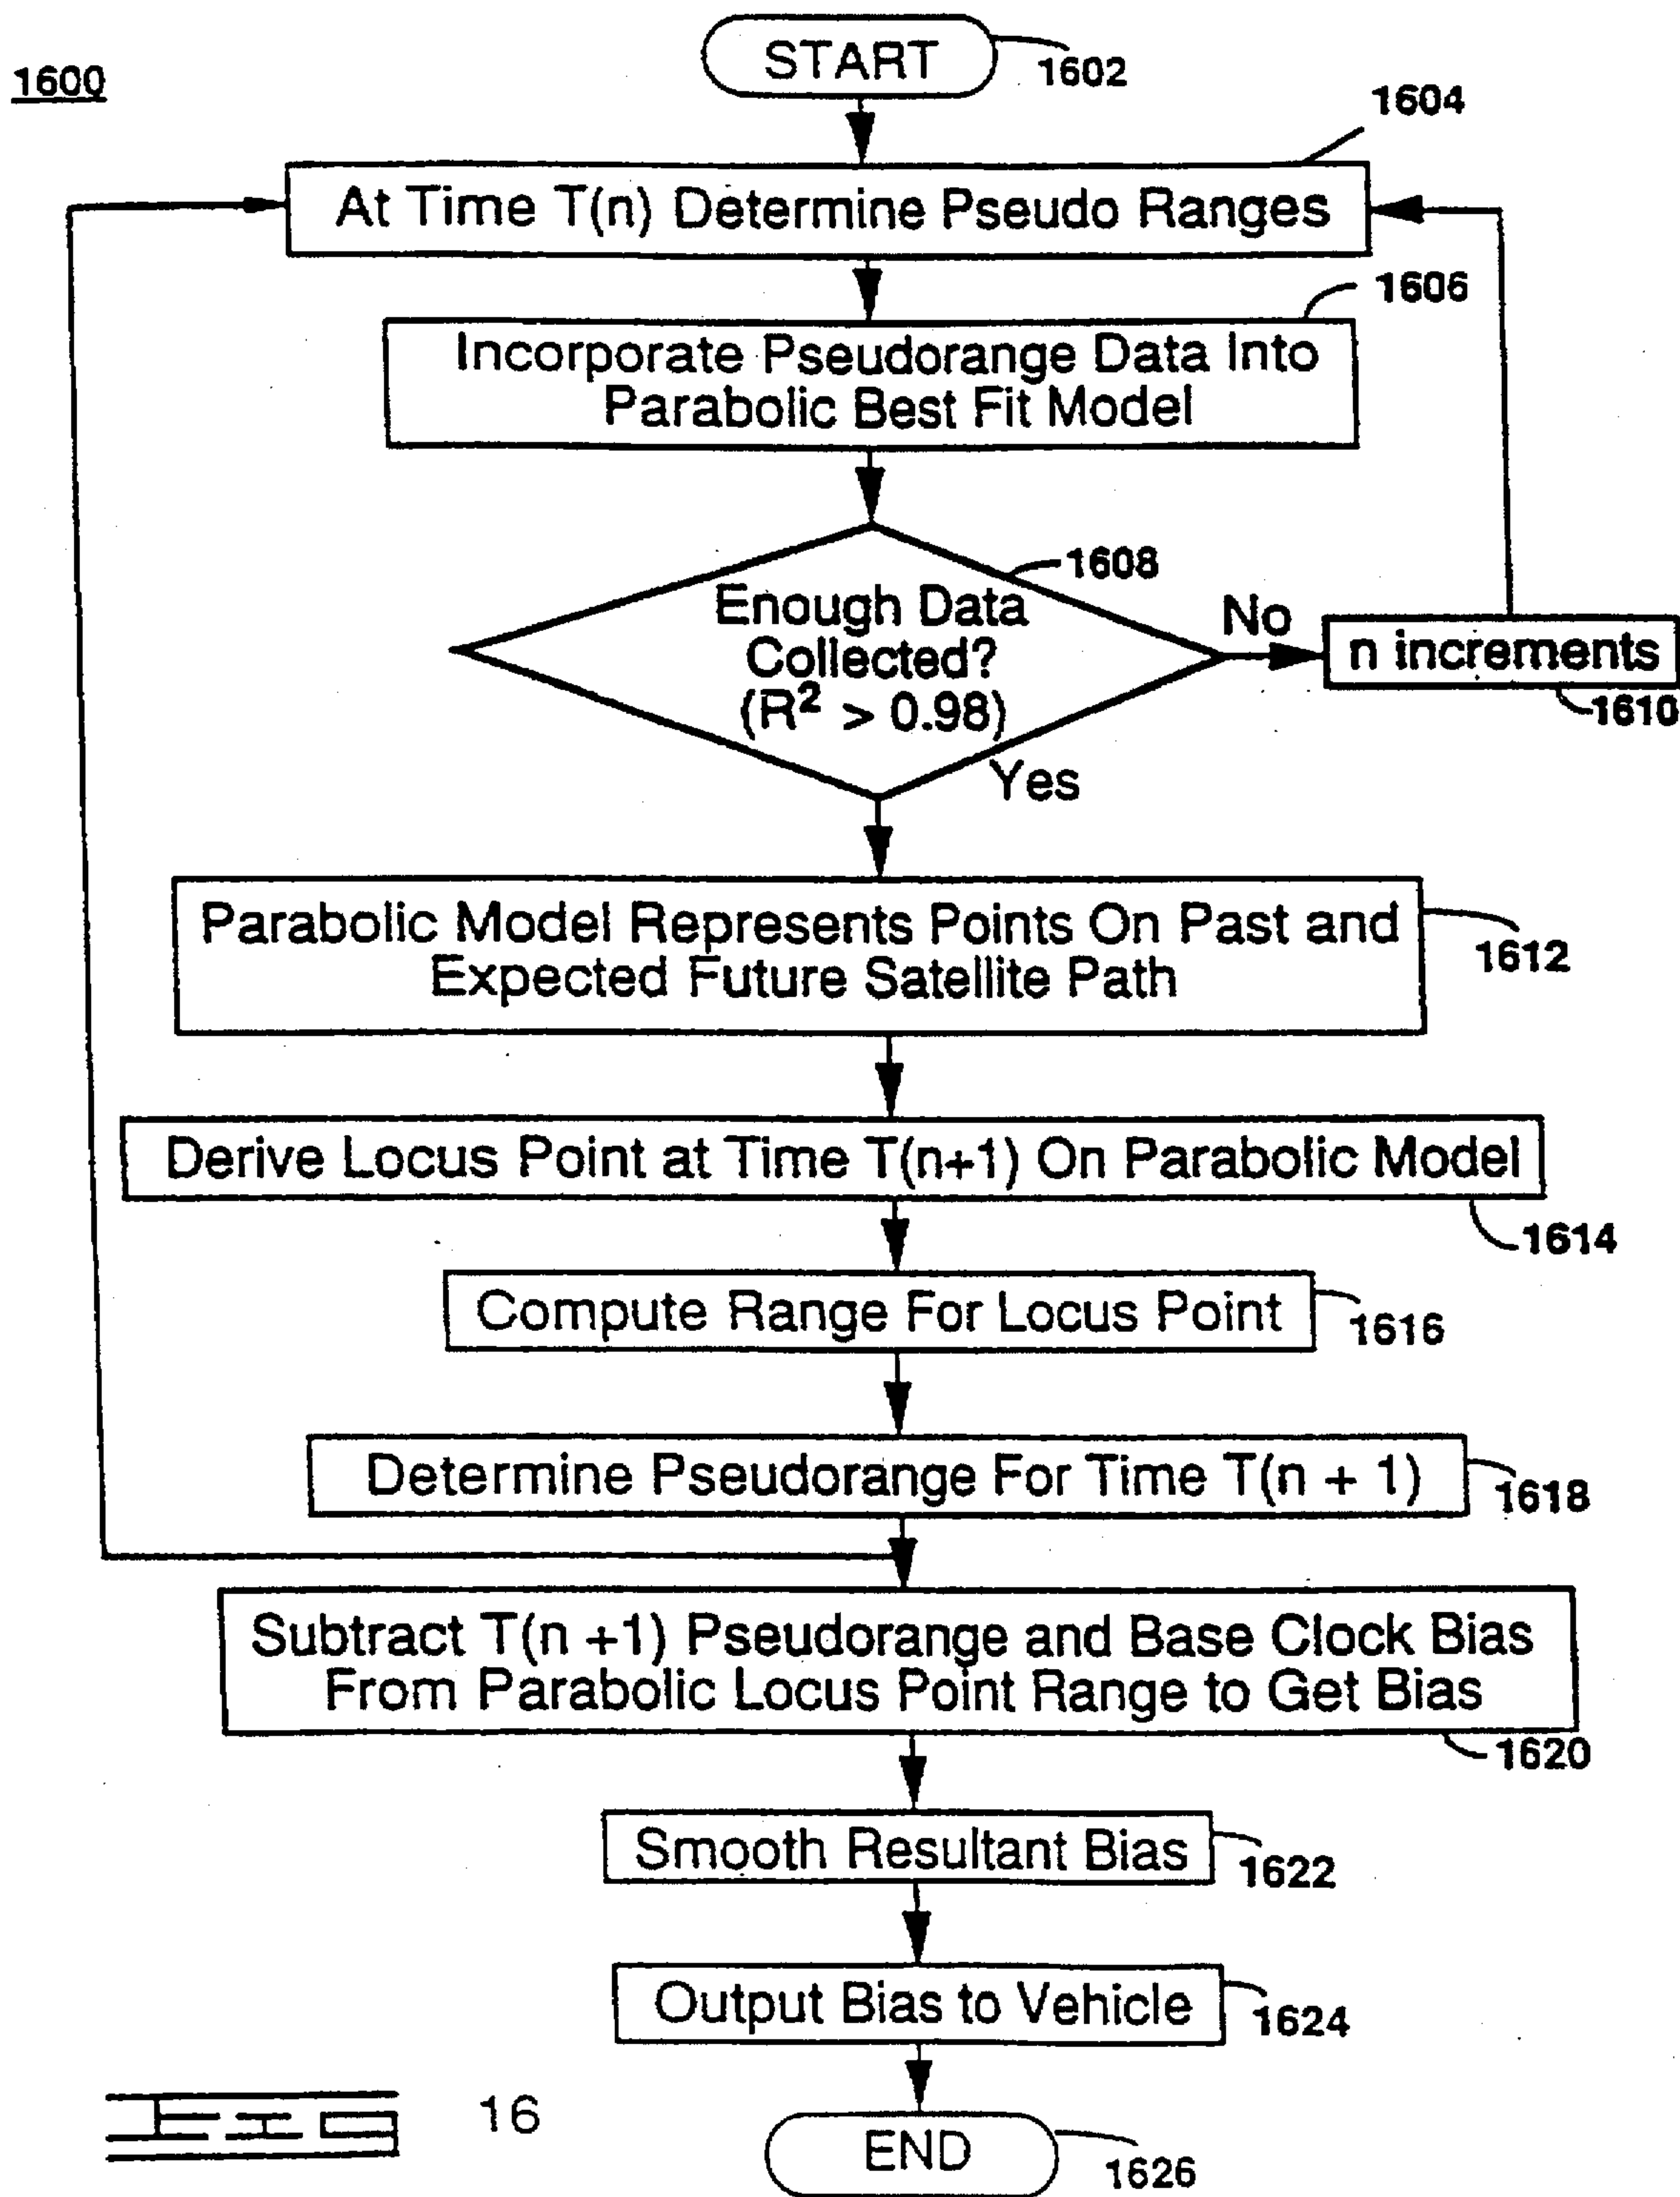 1600
START
1602
1604
At Time T(n) Determine Pseudo Ranges
1606
Incorporate Pseudorange Data Into
Parabolic Best Fit Model
1608
Enough Data
Collected?
(R² > 0.98)
No
n increments
1610
Yes
Parabolic Model Represents Points On Past and
Expected Future Satellite Path
1612
Derive Locus Point at Time T(n+1) On Parabolic Model
1614
Compute Range For Locus Point
1616
Determine Pseudorange For Time T(n + 1)
1618
Subtract T(n +1) Pseudorange and Base Clock Bias
From Parabolic Locus Point Range to Get Bias
1620
Smooth Resultant Bias
1622
Output Bias to Vehicle
1624
FIG 16
END
1626